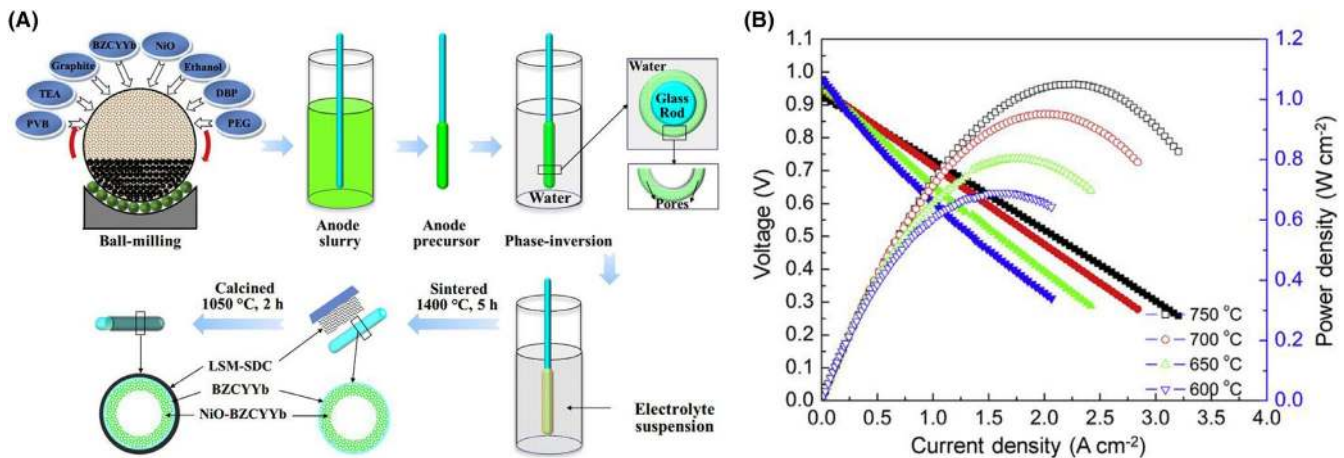 (A)
BZCYYb
NiO
Graphite
Ethanol
TEA
DBP
PVB
PEG
Ball-milling
Anode
slurry
Anode
precursor
Water
Phase-inversion
Water
Glass
Rod
Pores
Calcined
1050 °C, 2 h
Sintered
1400 °C, 5 h
LSM-SDC
BZCYYb
NiO-BZCYYb
Electrolyte
suspension
(B)
Voltage (V)
1.1
1.0
0.9
0.8
0.7
0.6
0.5
0.4
0.3
0.2
0.1
0.0
0.0 0.5 1.0 1.5 2.0 2.5 3.0 3.5 4.0
Current density (A cm-2)
750 °C
700 °C
650 °C
600 °C
1.2
1.0
0.8
0.6
0.4
0.2
0.0
Power density (W cm-2)